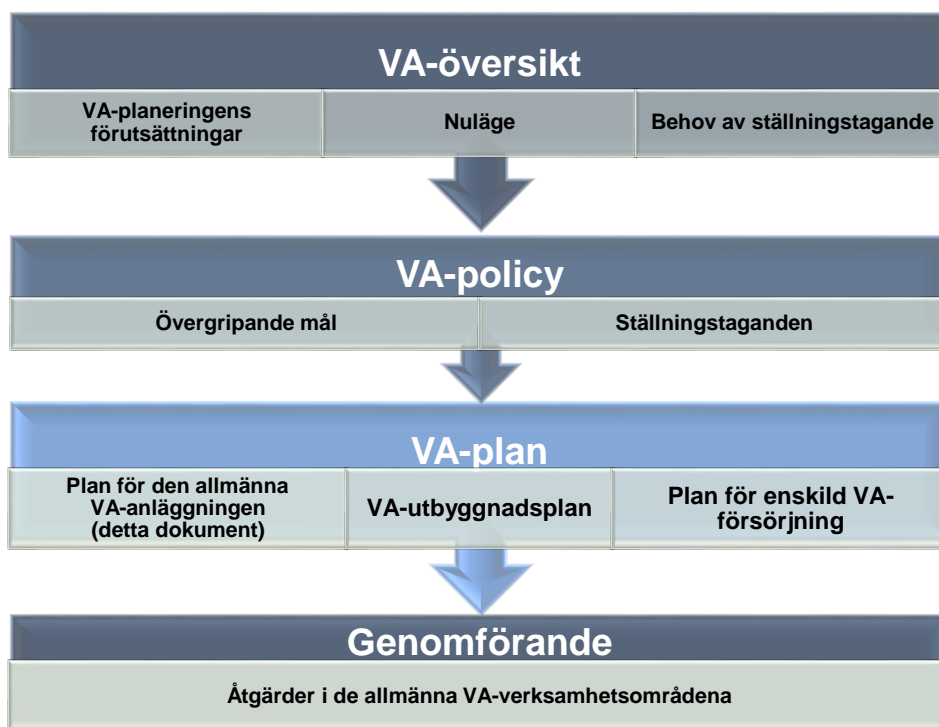 VA-översikt
VA-planeringens
förutsättningar
Nuläge
Behov av ställningstagande
VA-policy
Övergripande mål
Ställningstaganden
VA-plan
Plan för den allmänna
VA-anläggningen
(detta dokument)
VA-utbyggnadsplan
Plan för enskild VA-
försörjning
Genomförande
Åtgärder i de allmänna VA-verksamhetsområdena